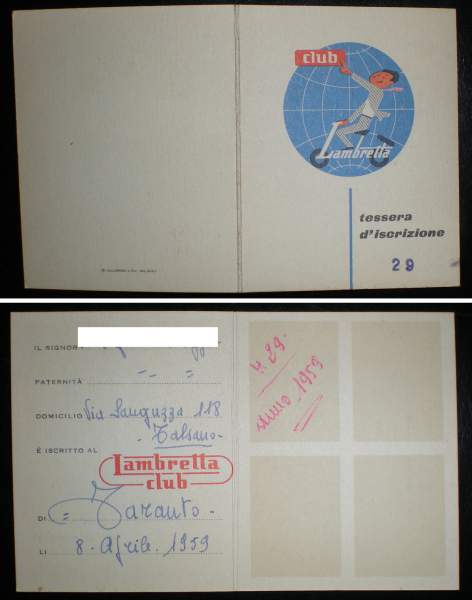 club
Lambretta
tessera
d'iscrizione
29
IL SIGNOR
N. 29.
anno 1959
PATERNITÀ
DOMICILIO Via 118
- Talsano -
È ISCRITTO AL
Lambretta
club
DI = Taranto -
LI 8. Aprile. 1959